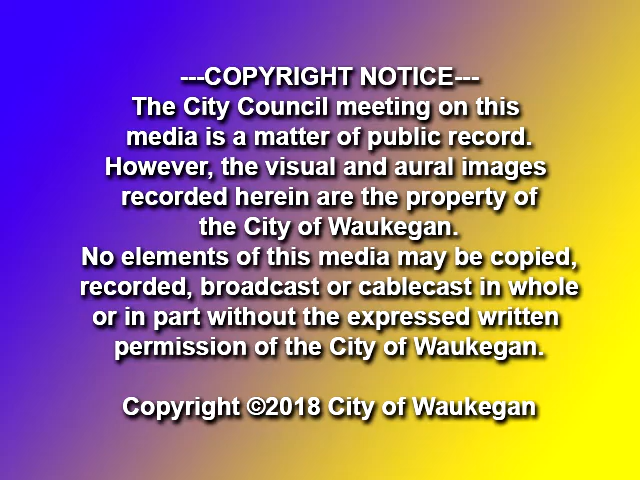 ---COPYRIGHT NOTICE---
The City Council meeting on this
media is a matter of public record.
However, the visual and aural images
recorded herein are the property of
the City of Waukegan.
No elements of this media may be copied,
recorded, broadcast or cablecast in whole
or in part without the expressed written
permission of the City of Waukegan.
Copyright ©2018 City of Waukegan